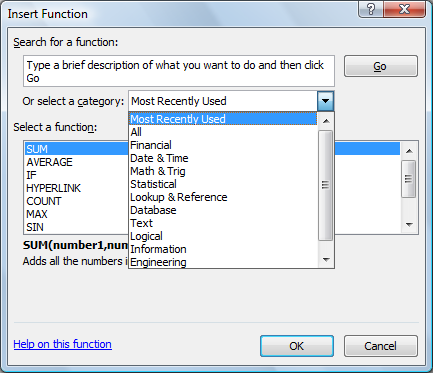 Insert Function
Search for a function:
Type a brief description of what you want to do and then click
Go
Go
Or select a category: Most Recently Used
Most Recently Used
All
Financial
Date & Time
Math & Trig
Statistical
Lookup & Reference
Database
Text
Logical
Information
Engineering
Select a function:
SUM
AVERAGE
IF
HYPERLINK
COUNT
MAX
SIN
SUM(number1,num
Adds all the numbers i
Help on this function
OK
Cancel